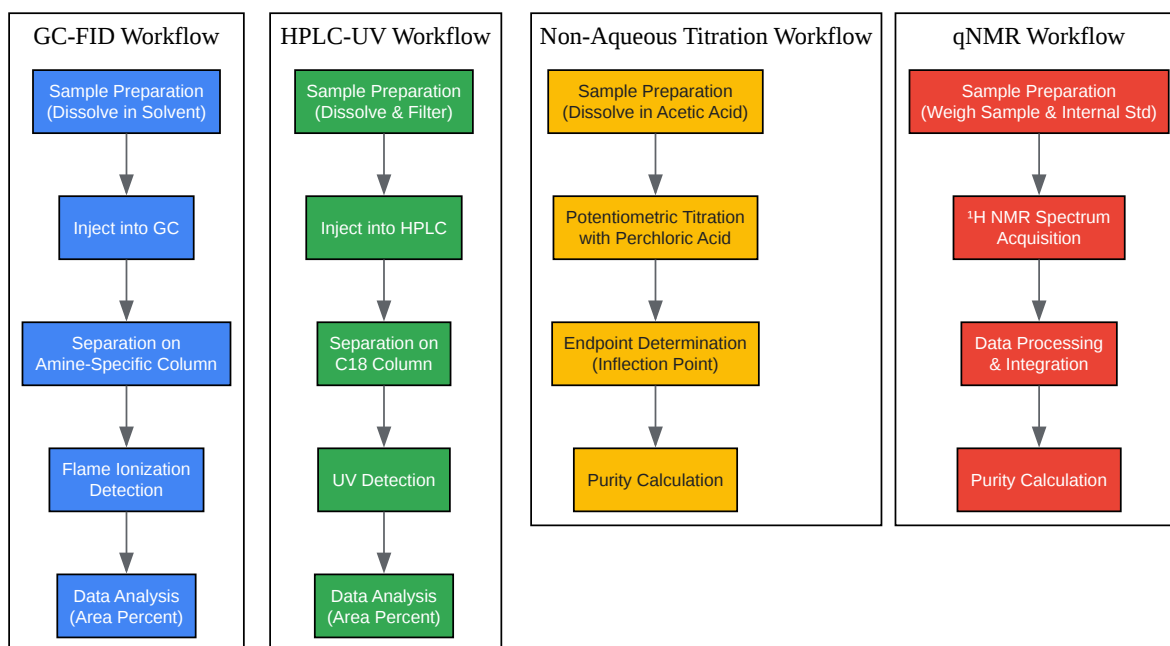 GC-FID Workflow
Sample Preparation
(Dissolve in Solvent)
Inject into GC
Separation on
Amine-Specific Column
Flame Ionization
Detection
Data Analysis
(Area Percent)
HPLC-UV Workflow
Sample Preparation
(Dissolve & Filter)
Inject into HPLC
Separation on
C18 Column
UV Detection
Data Analysis
(Area Percent)
Non-Aqueous Titration Workflow
Sample Preparation
(Dissolve in Acetic Acid)
Potentiometric Titration
with Perchloric Acid
Endpoint Determination
(Inflection Point)
Purity Calculation
qNMR Workflow
Sample Preparation
(Weigh Sample & Internal Std)
¹H NMR Spectrum
Acquisition
Data Processing
& Integration
Purity Calculation